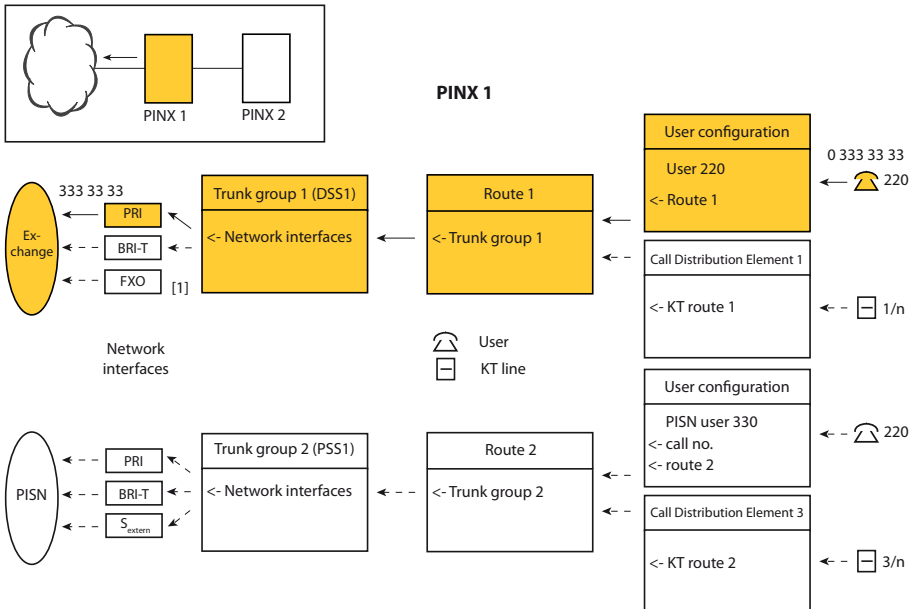 PINX 1
PINX 2
PINX 1
User configuration
User 220
<- Route 1
0 333 33 33
220
333 33 33
Trunk group 1 (DSS1)
<- Network interfaces
Route 1
<- Trunk group 1
Ex-
change
PRI
BRI-T
FXO
[1]
Call Distribution Element 1
<- KT route 1
1/n
Network
interfaces
User
KT line
User configuration
PISN user 330
<- call no.
<- route 2
220
PISN
PRI
BRI-T
Sextern
Trunk group 2 (PSS1)
<- Network interfaces
Route 2
<- Trunk group 2
Call Distribution Element 3
<- KT route 2
3/n